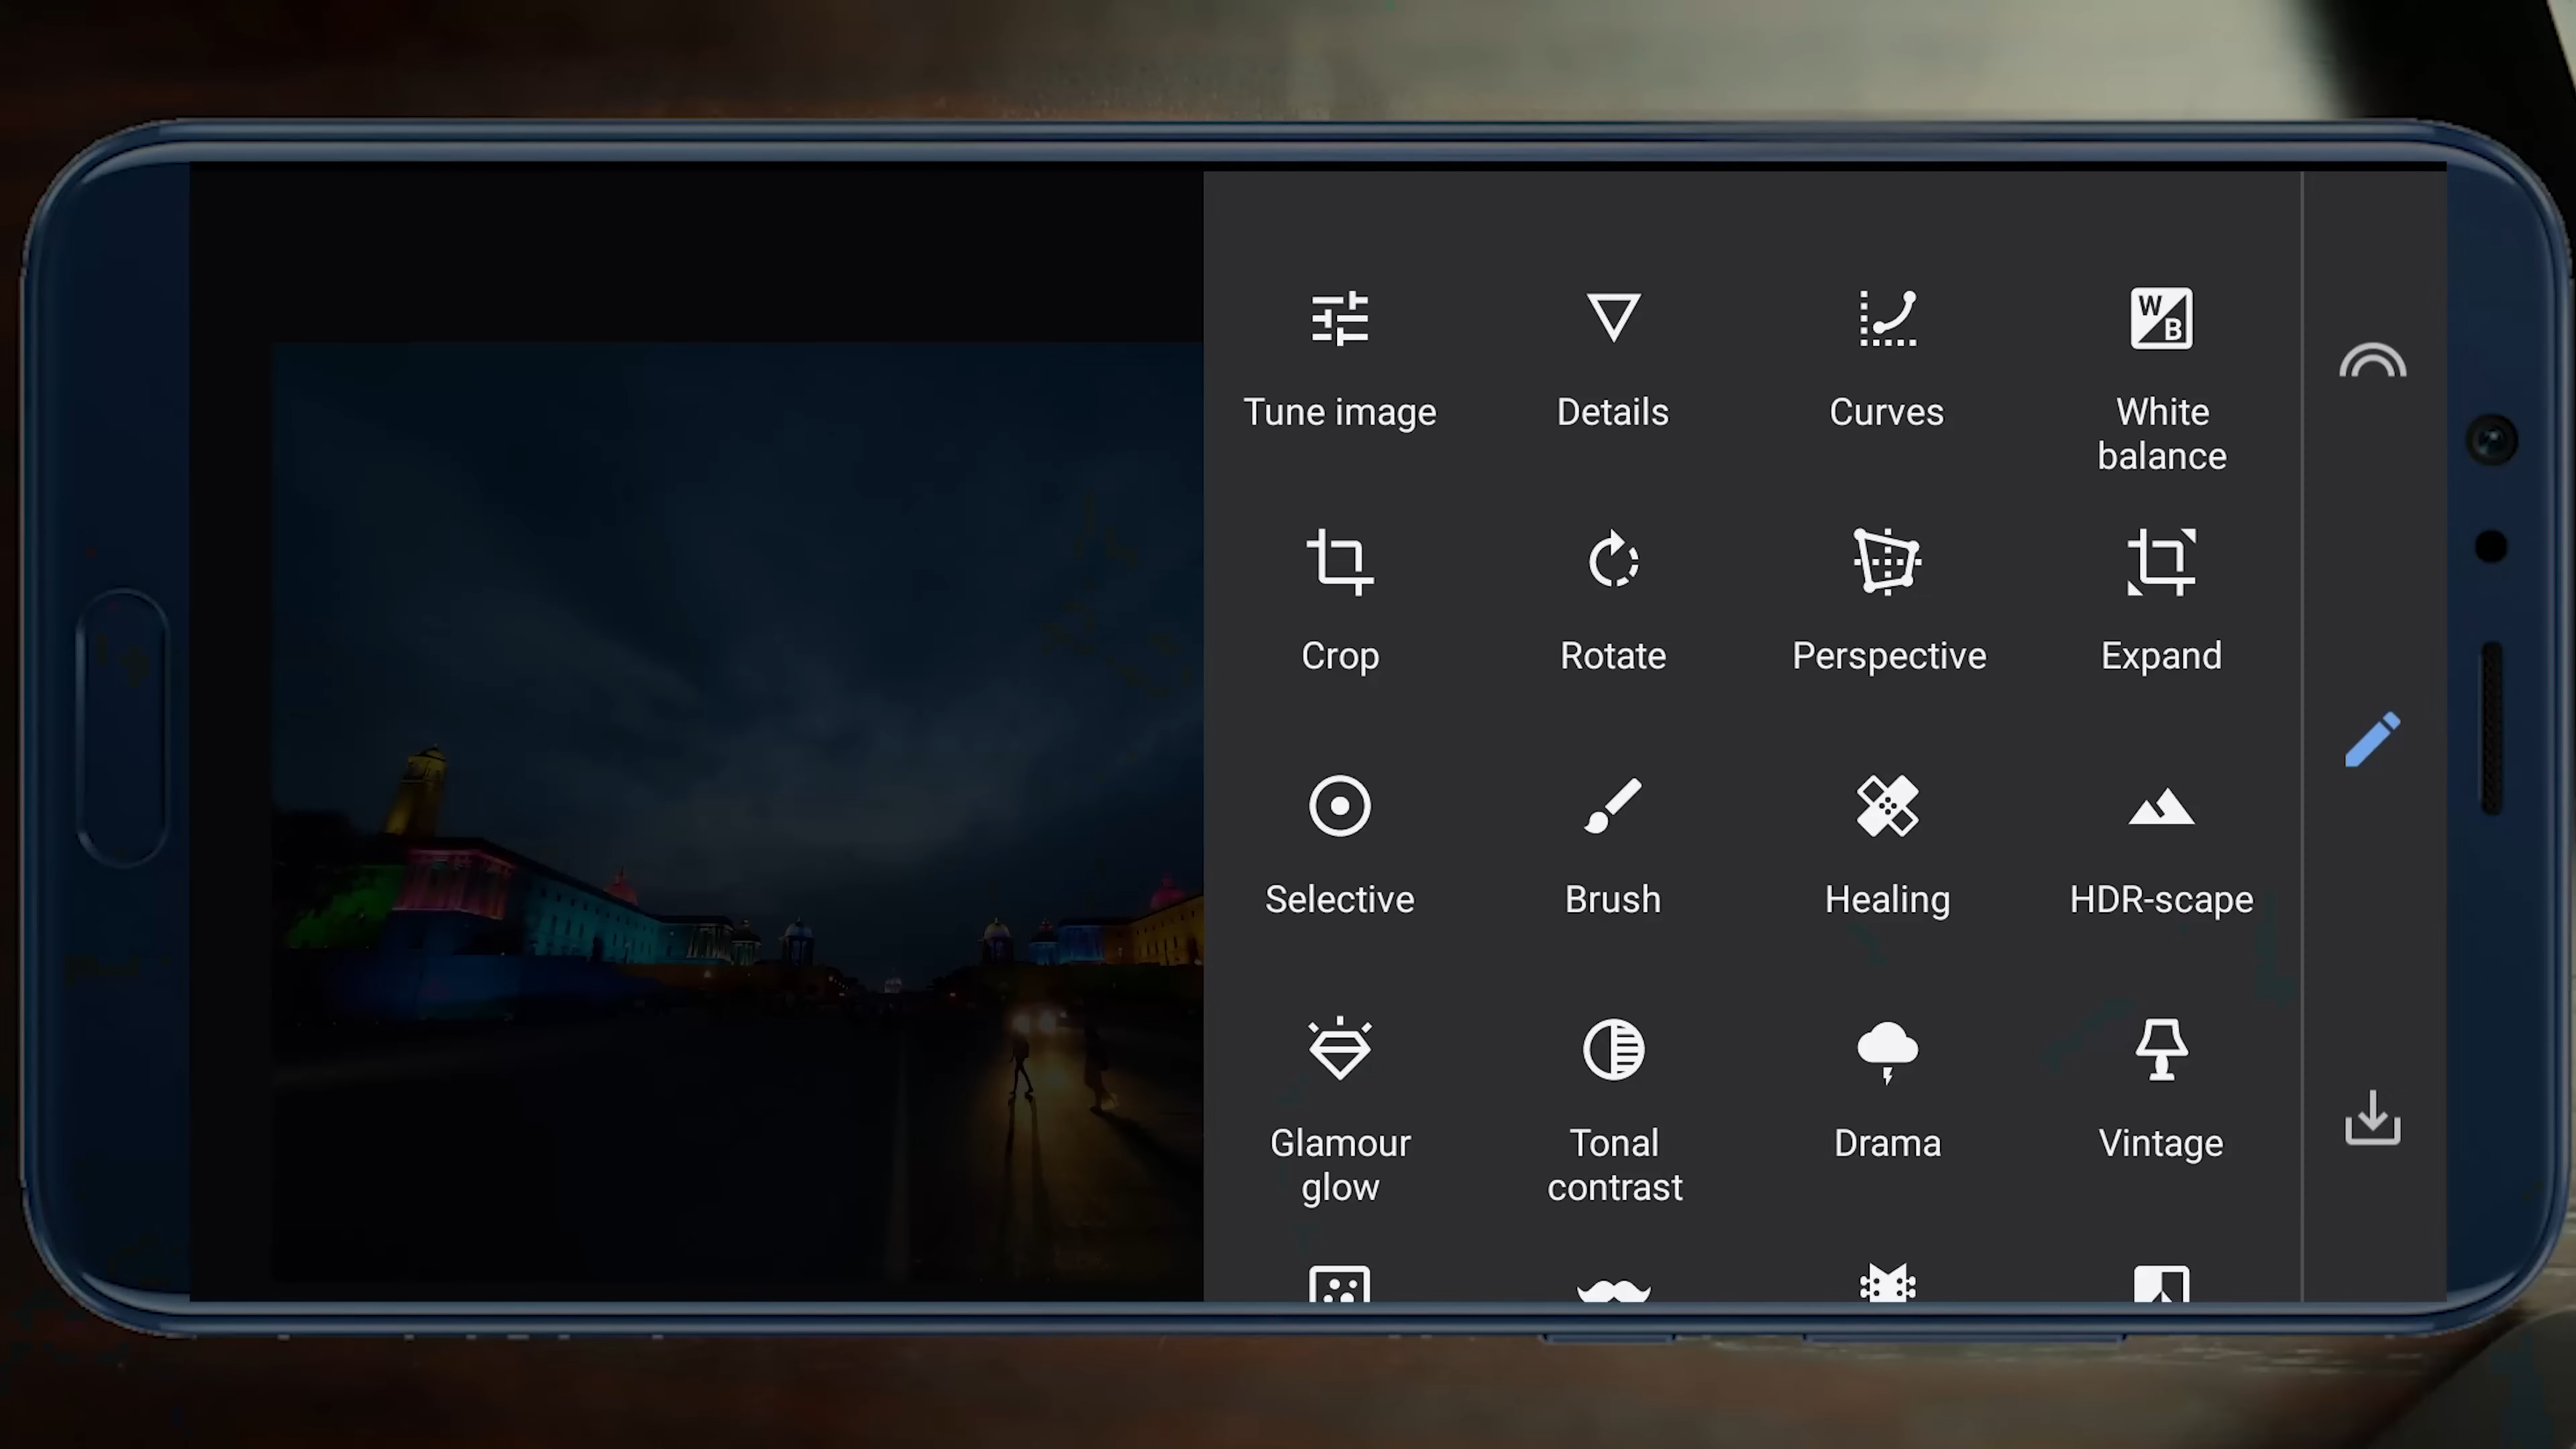 Tune image
Details
Curves
W
B
White
balance
Crop
Rotate
Perspective
Expand
Selective
Brush
Healing
HDR-scape
Glamour
glow
Tonal
contrast
Drama
Vintage